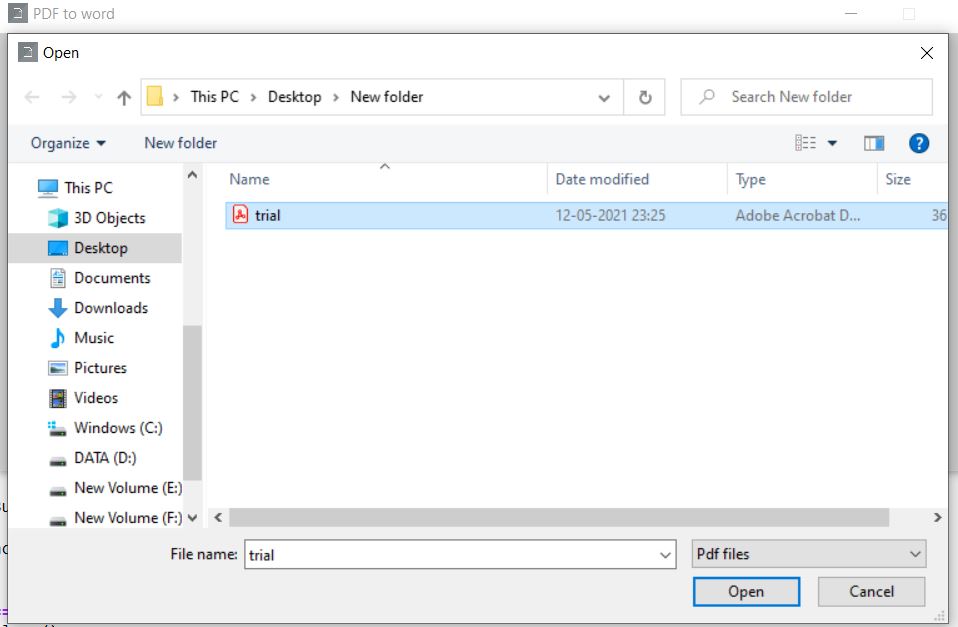 PDF to word
Open
This PC > Desktop > New folder
Search New folder
Organize
New folder
Name Date modified Type Size
This PC
3D Objects
Desktop
Documents
Downloads
Music
Pictures
Videos
Windows (C:)
DATA (D:)
New Volume (E:)
New Volume (F:)
trial 12-05-2021 23:25 Adobe Acrobat D... 36
File name: trial
Pdf files
Open
Cancel